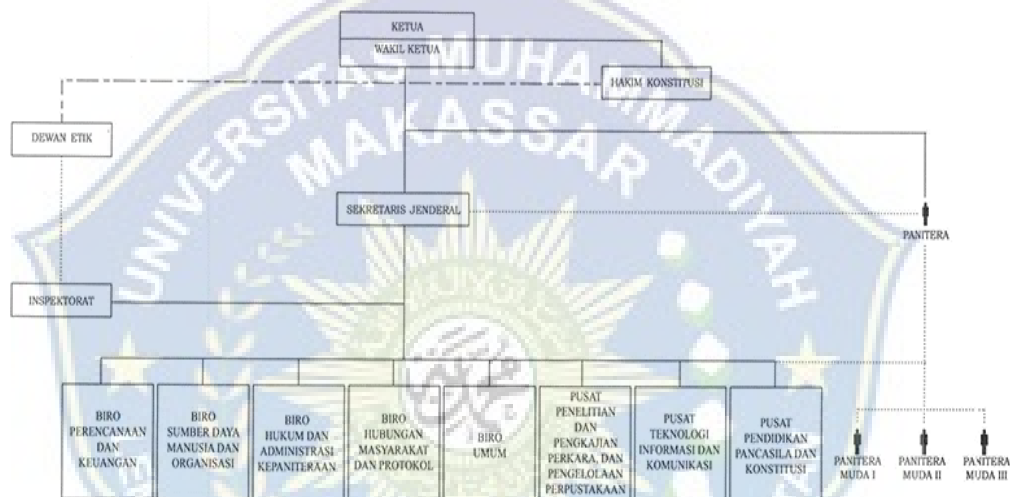 KETUA
WAKIL KETUA
HAKIM KONSTITUSI
DEWAN ETIK
SEKRETARIS JENDERAL
PANITERA
INSPEKTORAT
BIRO
PERENCANAAN
DAN
KEUANGAN
BIRO
SUMBER DAYA
MANUSIA DAN
ORGANISASI
BIRO
HUKUM DAN
ADMINISTRASI
KEPANITERAAN
BIRO
HUBUNGAN
MASYARAKAT
DAN PROTOKOL
BIRO
UMUM
PUSAT
PENELITIAN
DAN
PENGKAJIAN
PERKARA, DAN
PENGELOLAAN
PERPUSTAKAAN
PUSAT
TEKNOLOGI
INFORMASI DAN
KOMUNIKASI
PUSAT
PENDIDIKAN
PANCASILA DAN
KONSTITUSI
PANITERA
MUDA I
PANITERA
MUDA II
PANITERA
MUDA III
UNIVERSITAS MUHAMMADIYAH
MAKASSAR